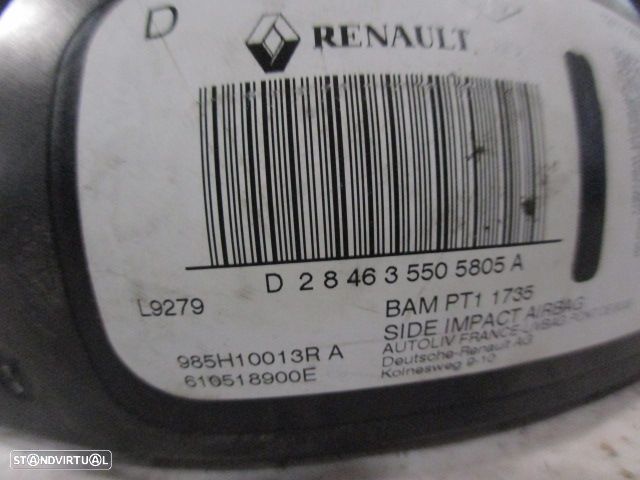 D
RENAULT
D 2 8 46 3 550 5805 A
L9279
BAM PT1 1735
SIDE IMPACT AIRBAG
985H10013R A
AUTOLIV FRANCE-LIVBAG
610518900E
Deutsche-Renault AG
Kolnesweg 9-10
STANDVIRTUAL